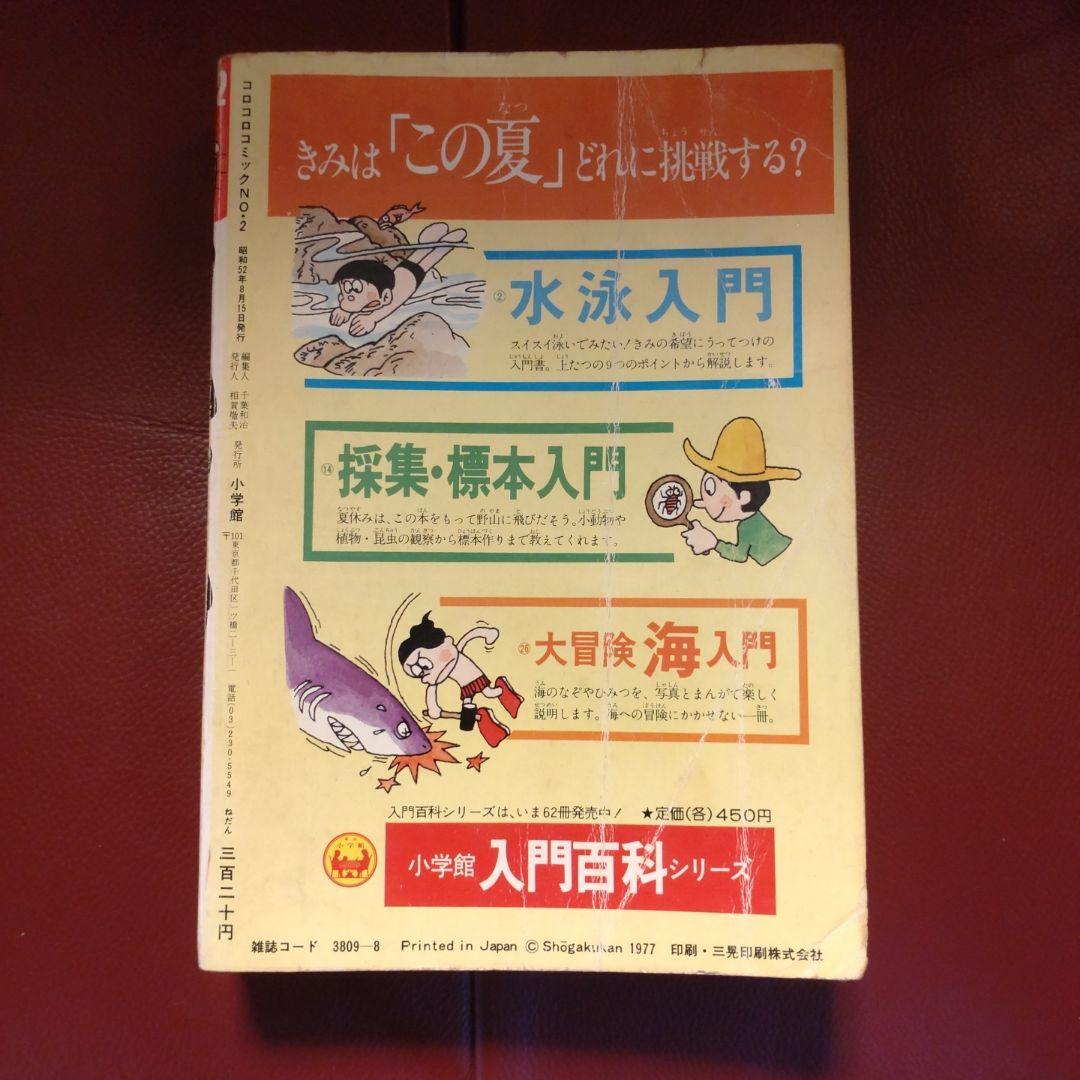 きみは「この夏」どれに挑戦する?
なつ
ちょう せん
② 水泳入門
スイスイ泳いでみたい!きみの希望にうってつけの
入門書。上たつの9つのポイントから解説します。
⑭ 採集・標本入門
夏休みは、この本をもって野山に飛びだそう。小動物や
植物・昆虫の観察から標本作りまで教えてくれます。
㉖ 大冒険 海入門
海のなぞやひみつを、写真とまんがで楽しく
説明します。海への冒険にかかせない一冊。
入門百科シリーズは、いま62冊発売中! ★定価(各)450円
小学館
小学館 入門百科シリーズ
雑誌コード 3809-8 Printed in Japan ©Shōgakukan 1977 印刷・三晃印刷株式会社
コロコロコミックNO・2
昭和52年8月15日発行
編集人 千葉和治
発行人 相賀徹夫
発行所 小学館
〒101 東京都千代田区一ツ橋二-三-一
電話(03)230-5549
ねだん 三百二十円
2